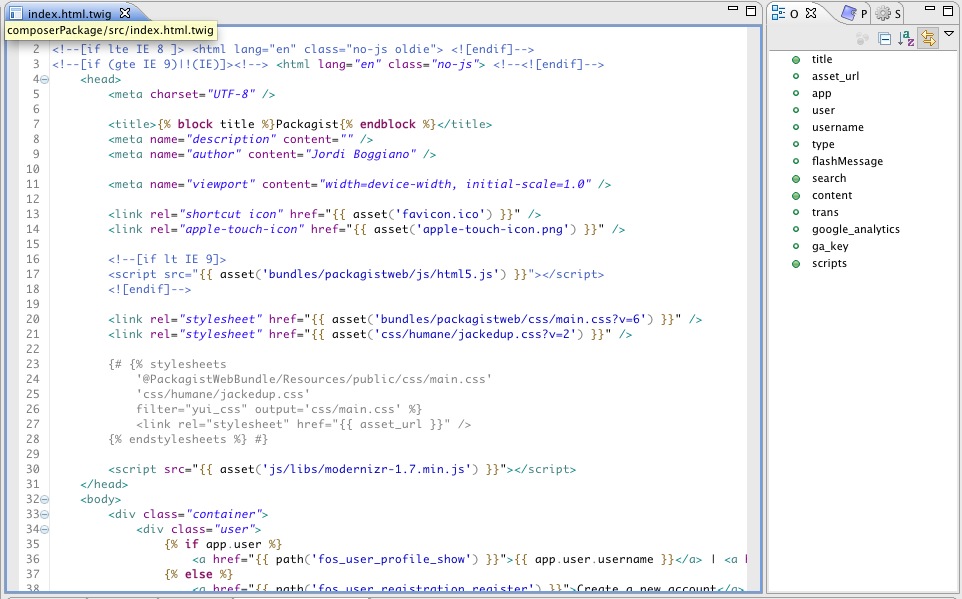 index.html.twig
composerPackage/src/index.html.twig
2 <!--[if lte IE 8 ]> <html lang="en" class="no-js oldie"> <![endif]-->
3 <!--[if (gte IE 9)|!(IE)]><!--> <html lang="en" class="no-js"> <!--<![endif]-->
4 <head>
5 <meta charset="UTF-8" />
6
7 <title>{% block title %}Packagist{% endblock %}</title>
8 <meta name="description" content="" />
9 <meta name="author" content="Jordi Boggiano" />
10
11 <meta name="viewport" content="width=device-width, initial-scale=1.0" />
12
13 <link rel="shortcut icon" href="{{ asset('favicon.ico') }}" />
14 <link rel="apple-touch-icon" href="{{ asset('apple-touch-icon.png') }}" />
15
16 <!--[if lt IE 9]>
17 <script src="{{ asset('bundles/packagistweb/js/html5.js') }}"></script>
18 <![endif]-->
19
20 <link rel="stylesheet" href="{{ asset('bundles/packagistweb/css/main.css?v=6') }}" />
21 <link rel="stylesheet" href="{{ asset('css/humane/jackedup.css?v=2') }}" />
22
23 {# {% stylesheets
24 '@PackagistWebBundle/Resources/public/css/main.css'
25 'css/humane/jackedup.css'
26 filter="yui_css" output='css/main.css' %}
27 <link rel="stylesheet" href="{{ asset_url }}" />
28 {% endstylesheets %} #}
29
30 <script src="{{ asset('js/libs/modernizr-1.7.min.js') }}"></script>
31 </head>
32 <body>
33 <div class="container">
34 <div class="user">
35 {% if app.user %}
36 <a href="{{ path('fos_user_profile_show') }}">{{ app.user.username }}</a> | <a h
37 {% else %}
38 <a href="{{ path('fos_user_registration_register') }}">Create a new account</a>
O P S
title
asset_url
app
user
username
type
flashMessage
search
content
trans
google_analytics
ga_key
scripts